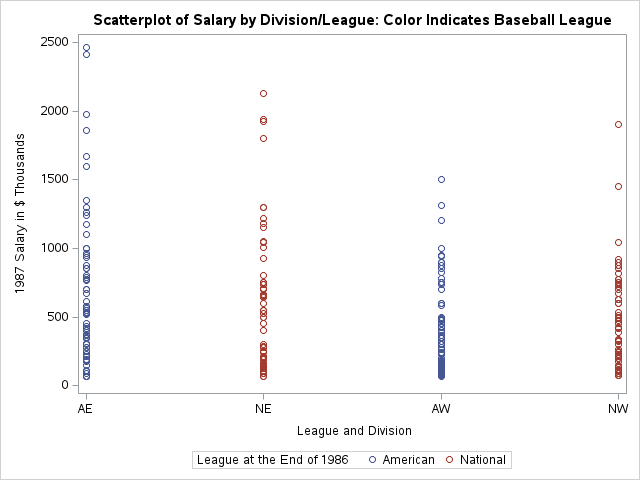 Scatterplot of Salary by Division/League: Color Indicates Baseball League
2500
2000
1500
1000
500
0
1987 Salary in $ Thousands
AE NE AW NW
League and Division
League at the End of 1986 American National